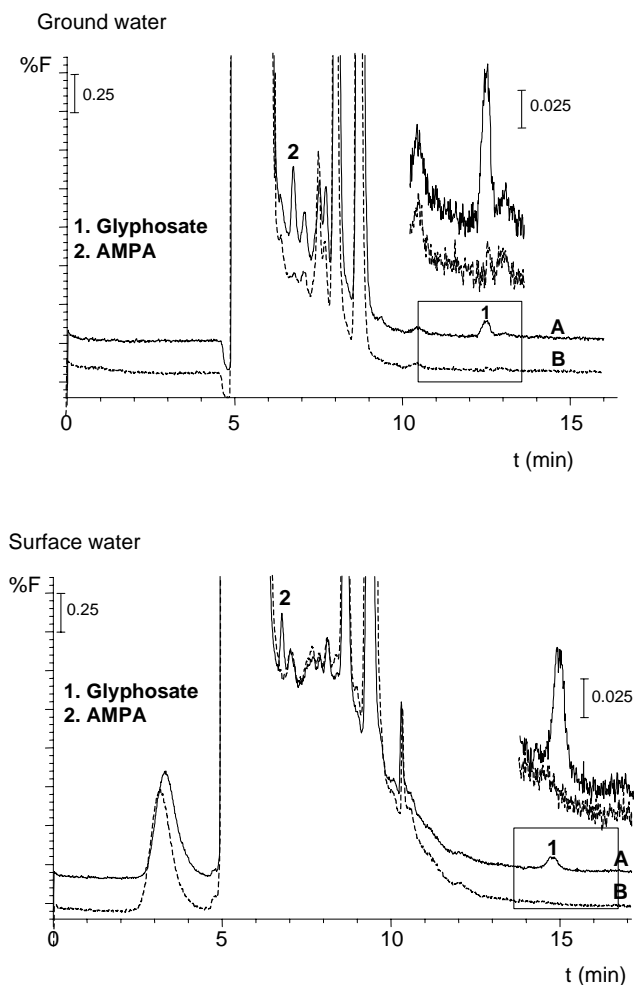 Ground water
%F
0.25
2
0.025
1. Glyphosate
2. AMPA
1
A
B
0 5 10 15
t (min)
Surface water
%F
0.25
2
1. Glyphosate
2. AMPA
0.025
1
A
B
0 5 10 15
t (min)